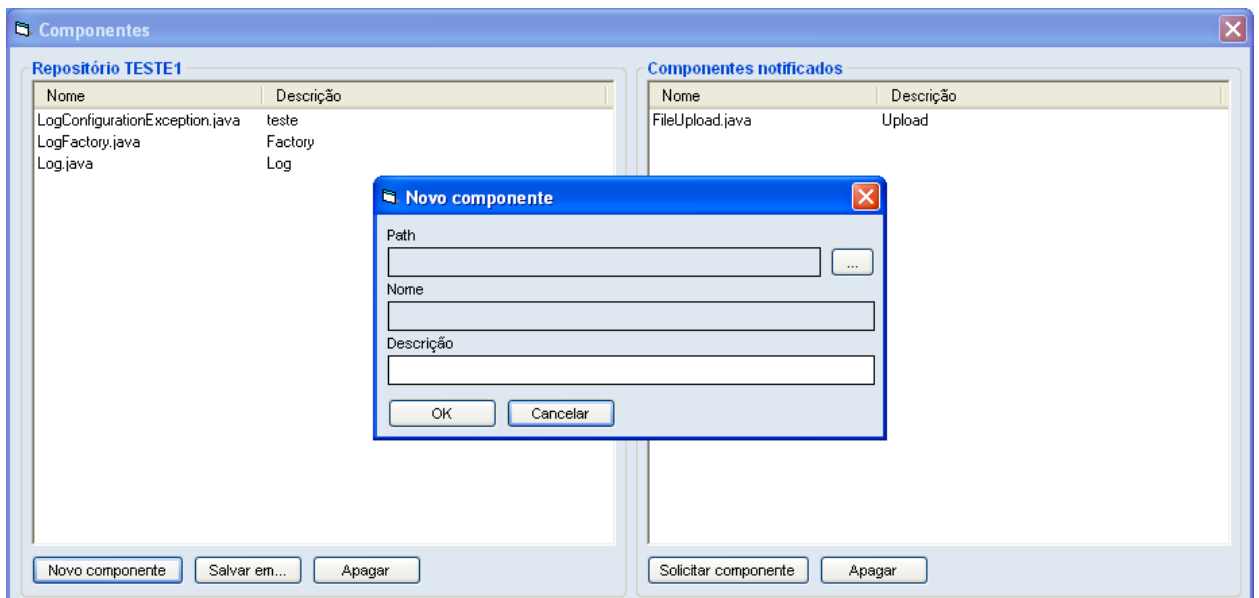 Componentes
Repositório TESTE1
Nome Descrição
LogConfigurationException.java teste
LogFactory.java Factory
Log.java Log
Componentes notificados
Nome Descrição
FileUpload.java Upload
Novo componente
Path
...
Nome
Descrição
OK Cancelar
Novo componente Salvar em... Apagar
Solicitar componente Apagar